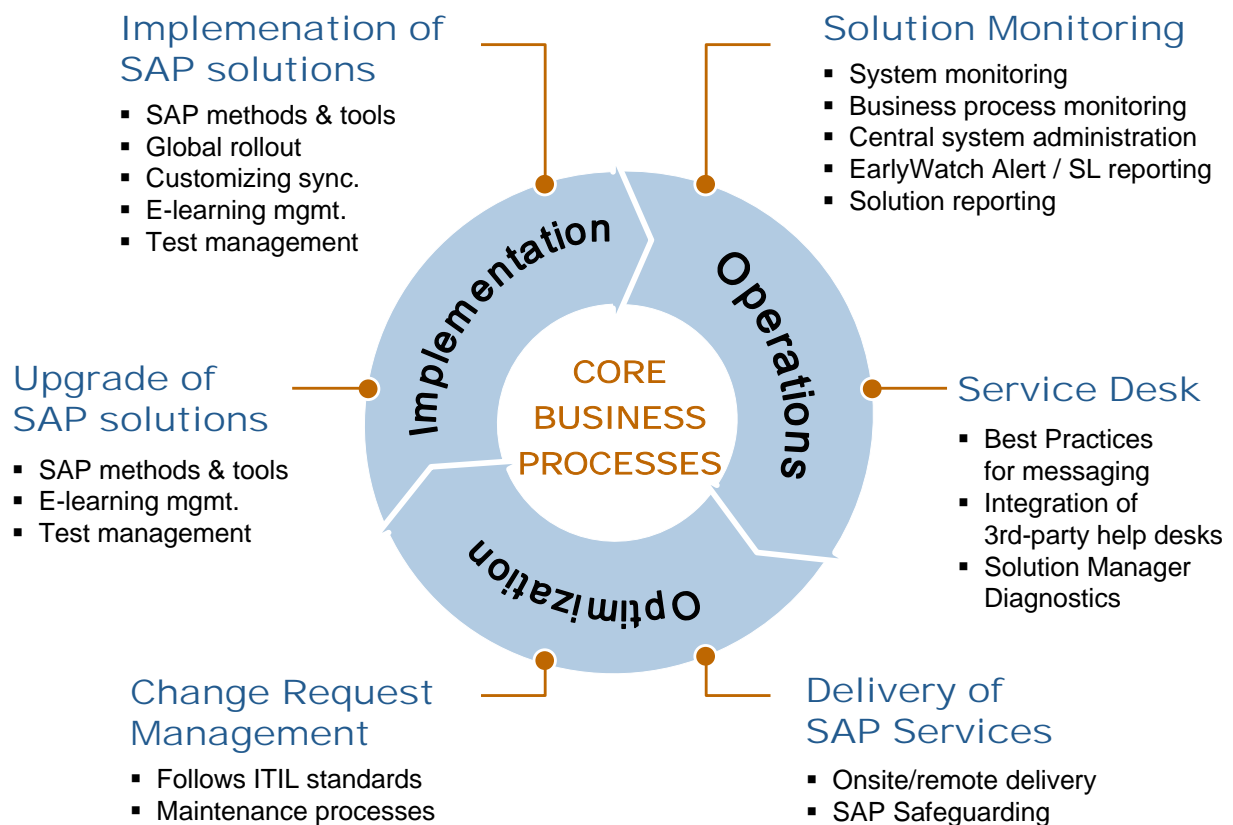 Implemenation of
SAP solutions
▪ SAP methods & tools
▪ Global rollout
▪ Customizing sync.
▪ E-learning mgmt.
▪ Test management
Solution Monitoring
▪ System monitoring
▪ Business process monitoring
▪ Central system administration
▪ EarlyWatch Alert / SL reporting
▪ Solution reporting
Implementation
Operations
Optimization
CORE
BUSINESS
PROCESSES
Upgrade of
SAP solutions
▪ SAP methods & tools
▪ E-learning mgmt.
▪ Test management
Service Desk
▪ Best Practices
for messaging
▪ Integration of
3rd-party help desks
▪ Solution Manager
Diagnostics
Change Request
Management
▪ Follows ITIL standards
▪ Maintenance processes
Delivery of
SAP Services
▪ Onsite/remote delivery
▪ SAP Safeguarding